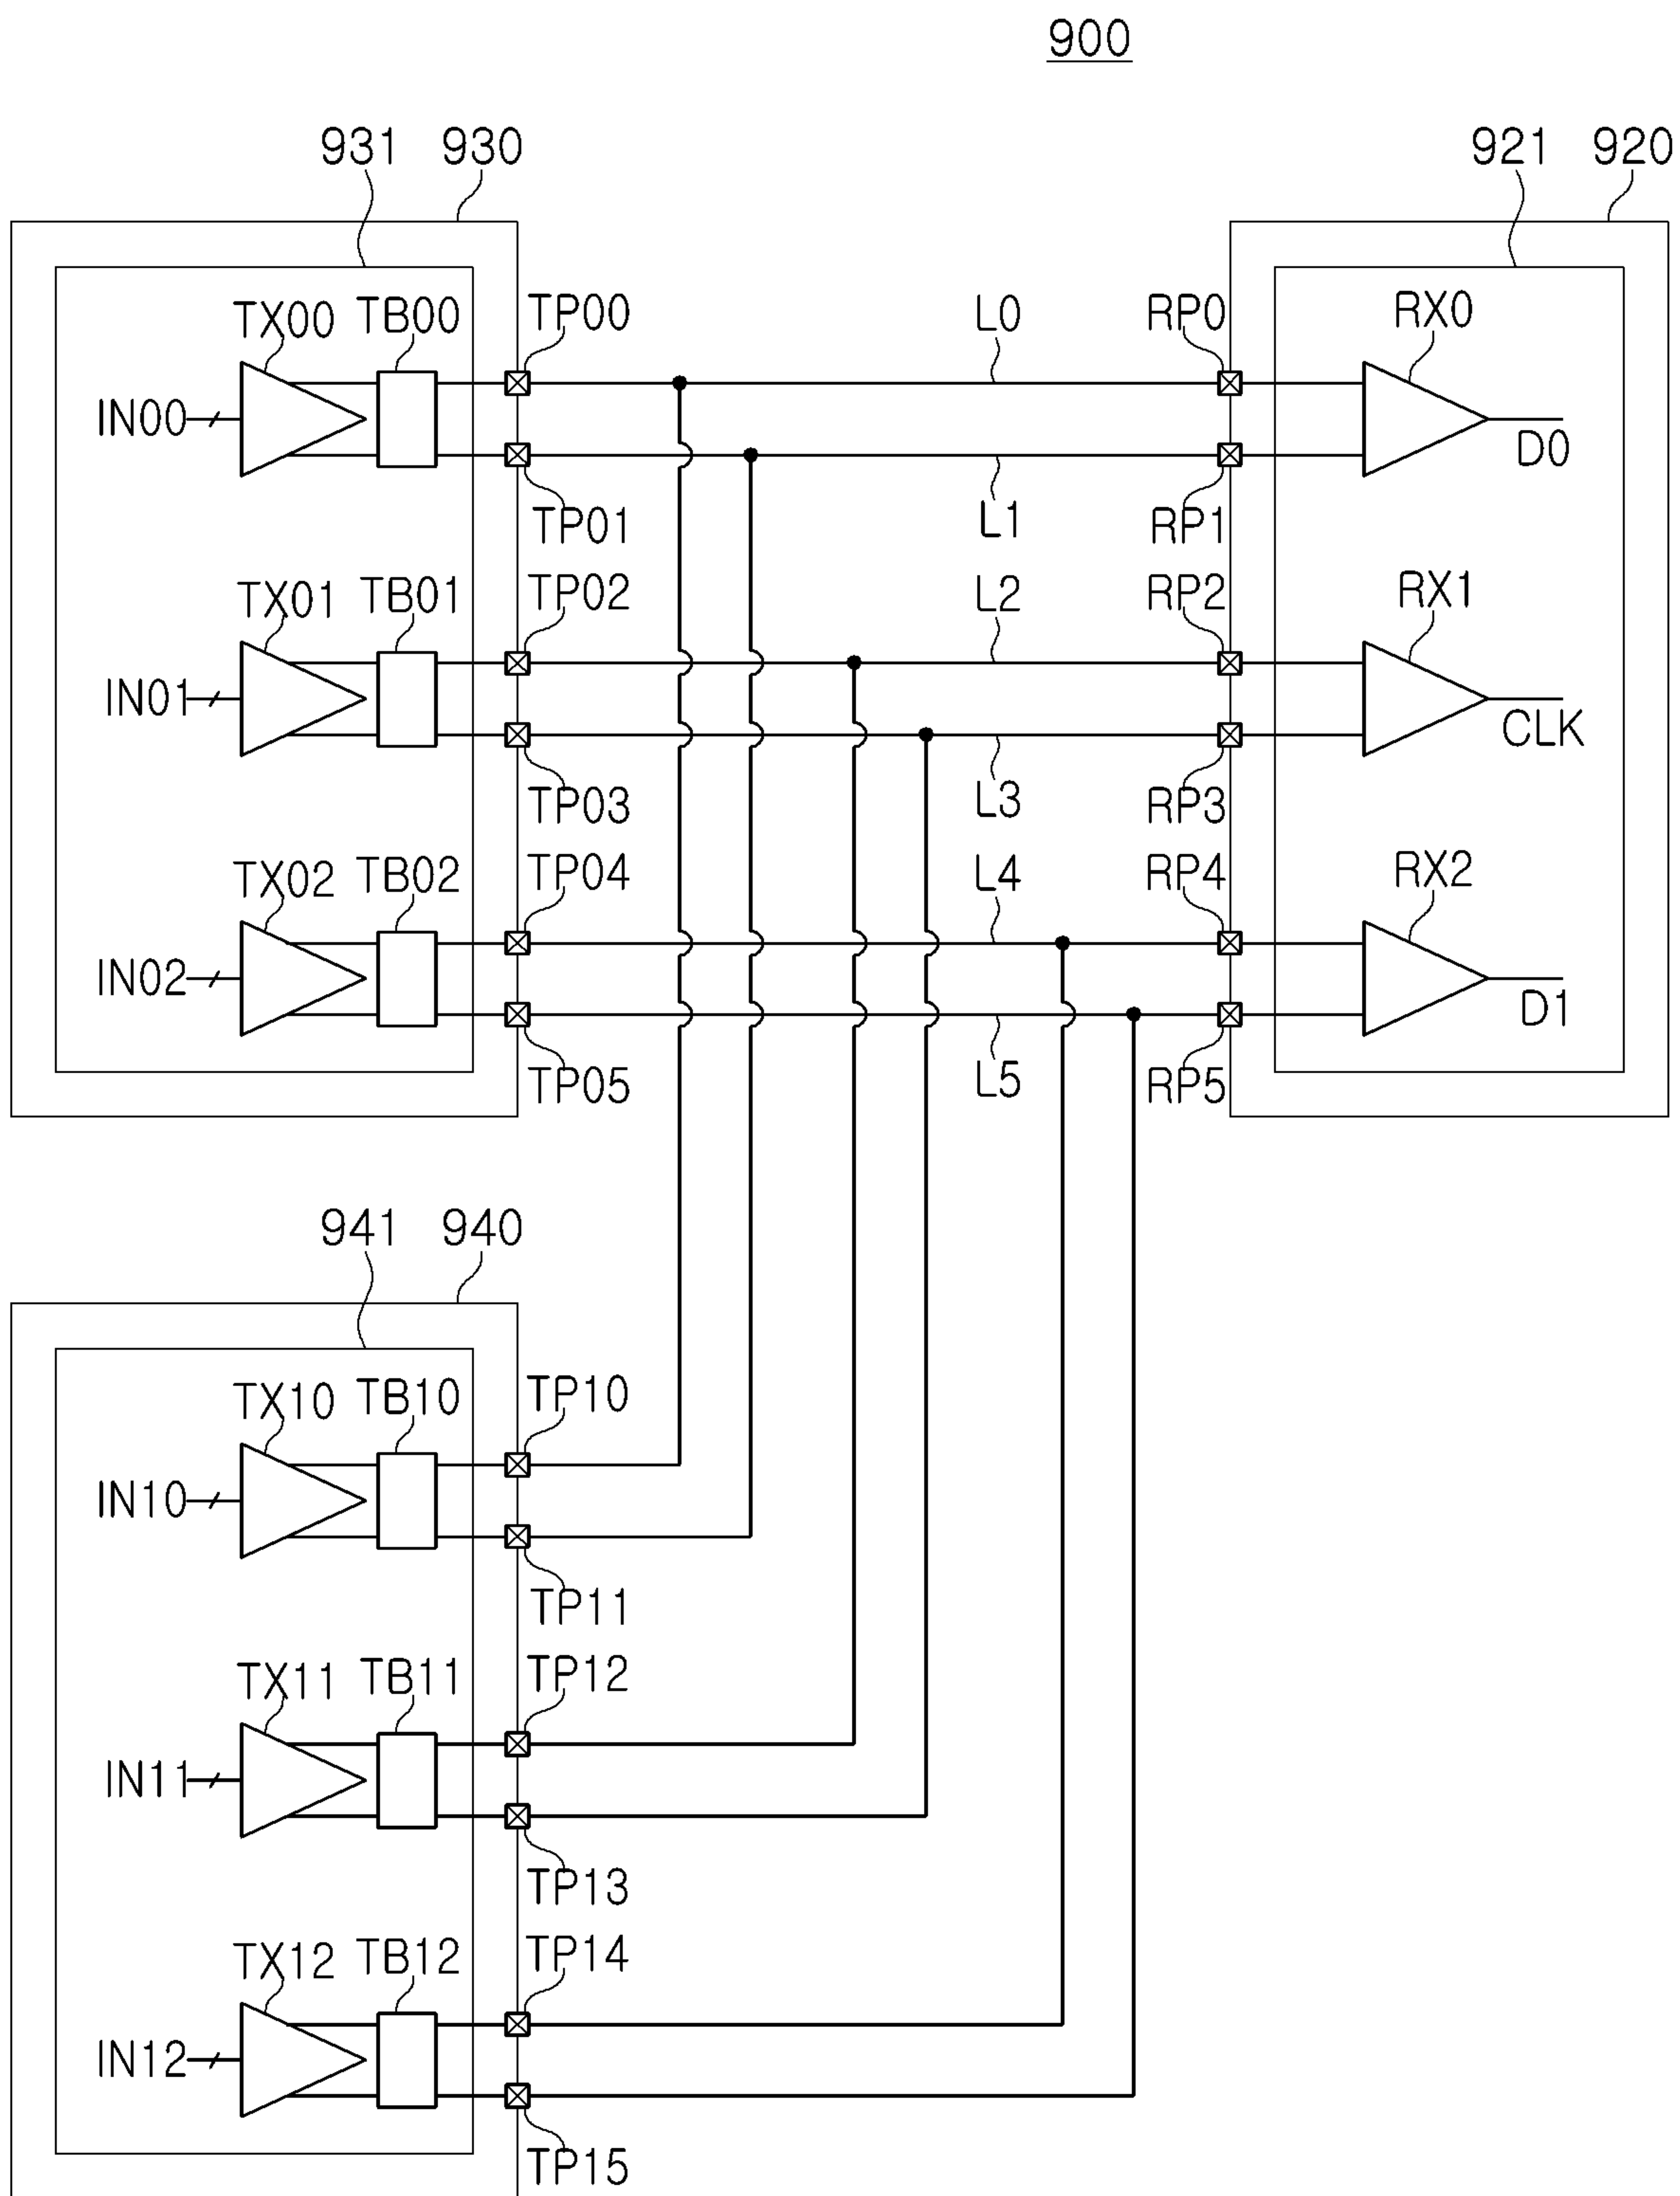 900
931 930 921 920
TX00 TB00 TP00 L0 RP0 RX0
IN00 D0
TP01 L1 RP1
TX01 TB01 TP02 L2 RP2 RX1
IN01 CLK
TP03 L3 RP3
TX02 TB02 TP04 L4 RP4 RX2
IN02 D1
TP05 L5 RP5
941 940
TX10 TB10 TP10
IN10
TP11
TX11 TB11 TP12
IN11
TP13
TX12 TB12 TP14
IN12
TP15